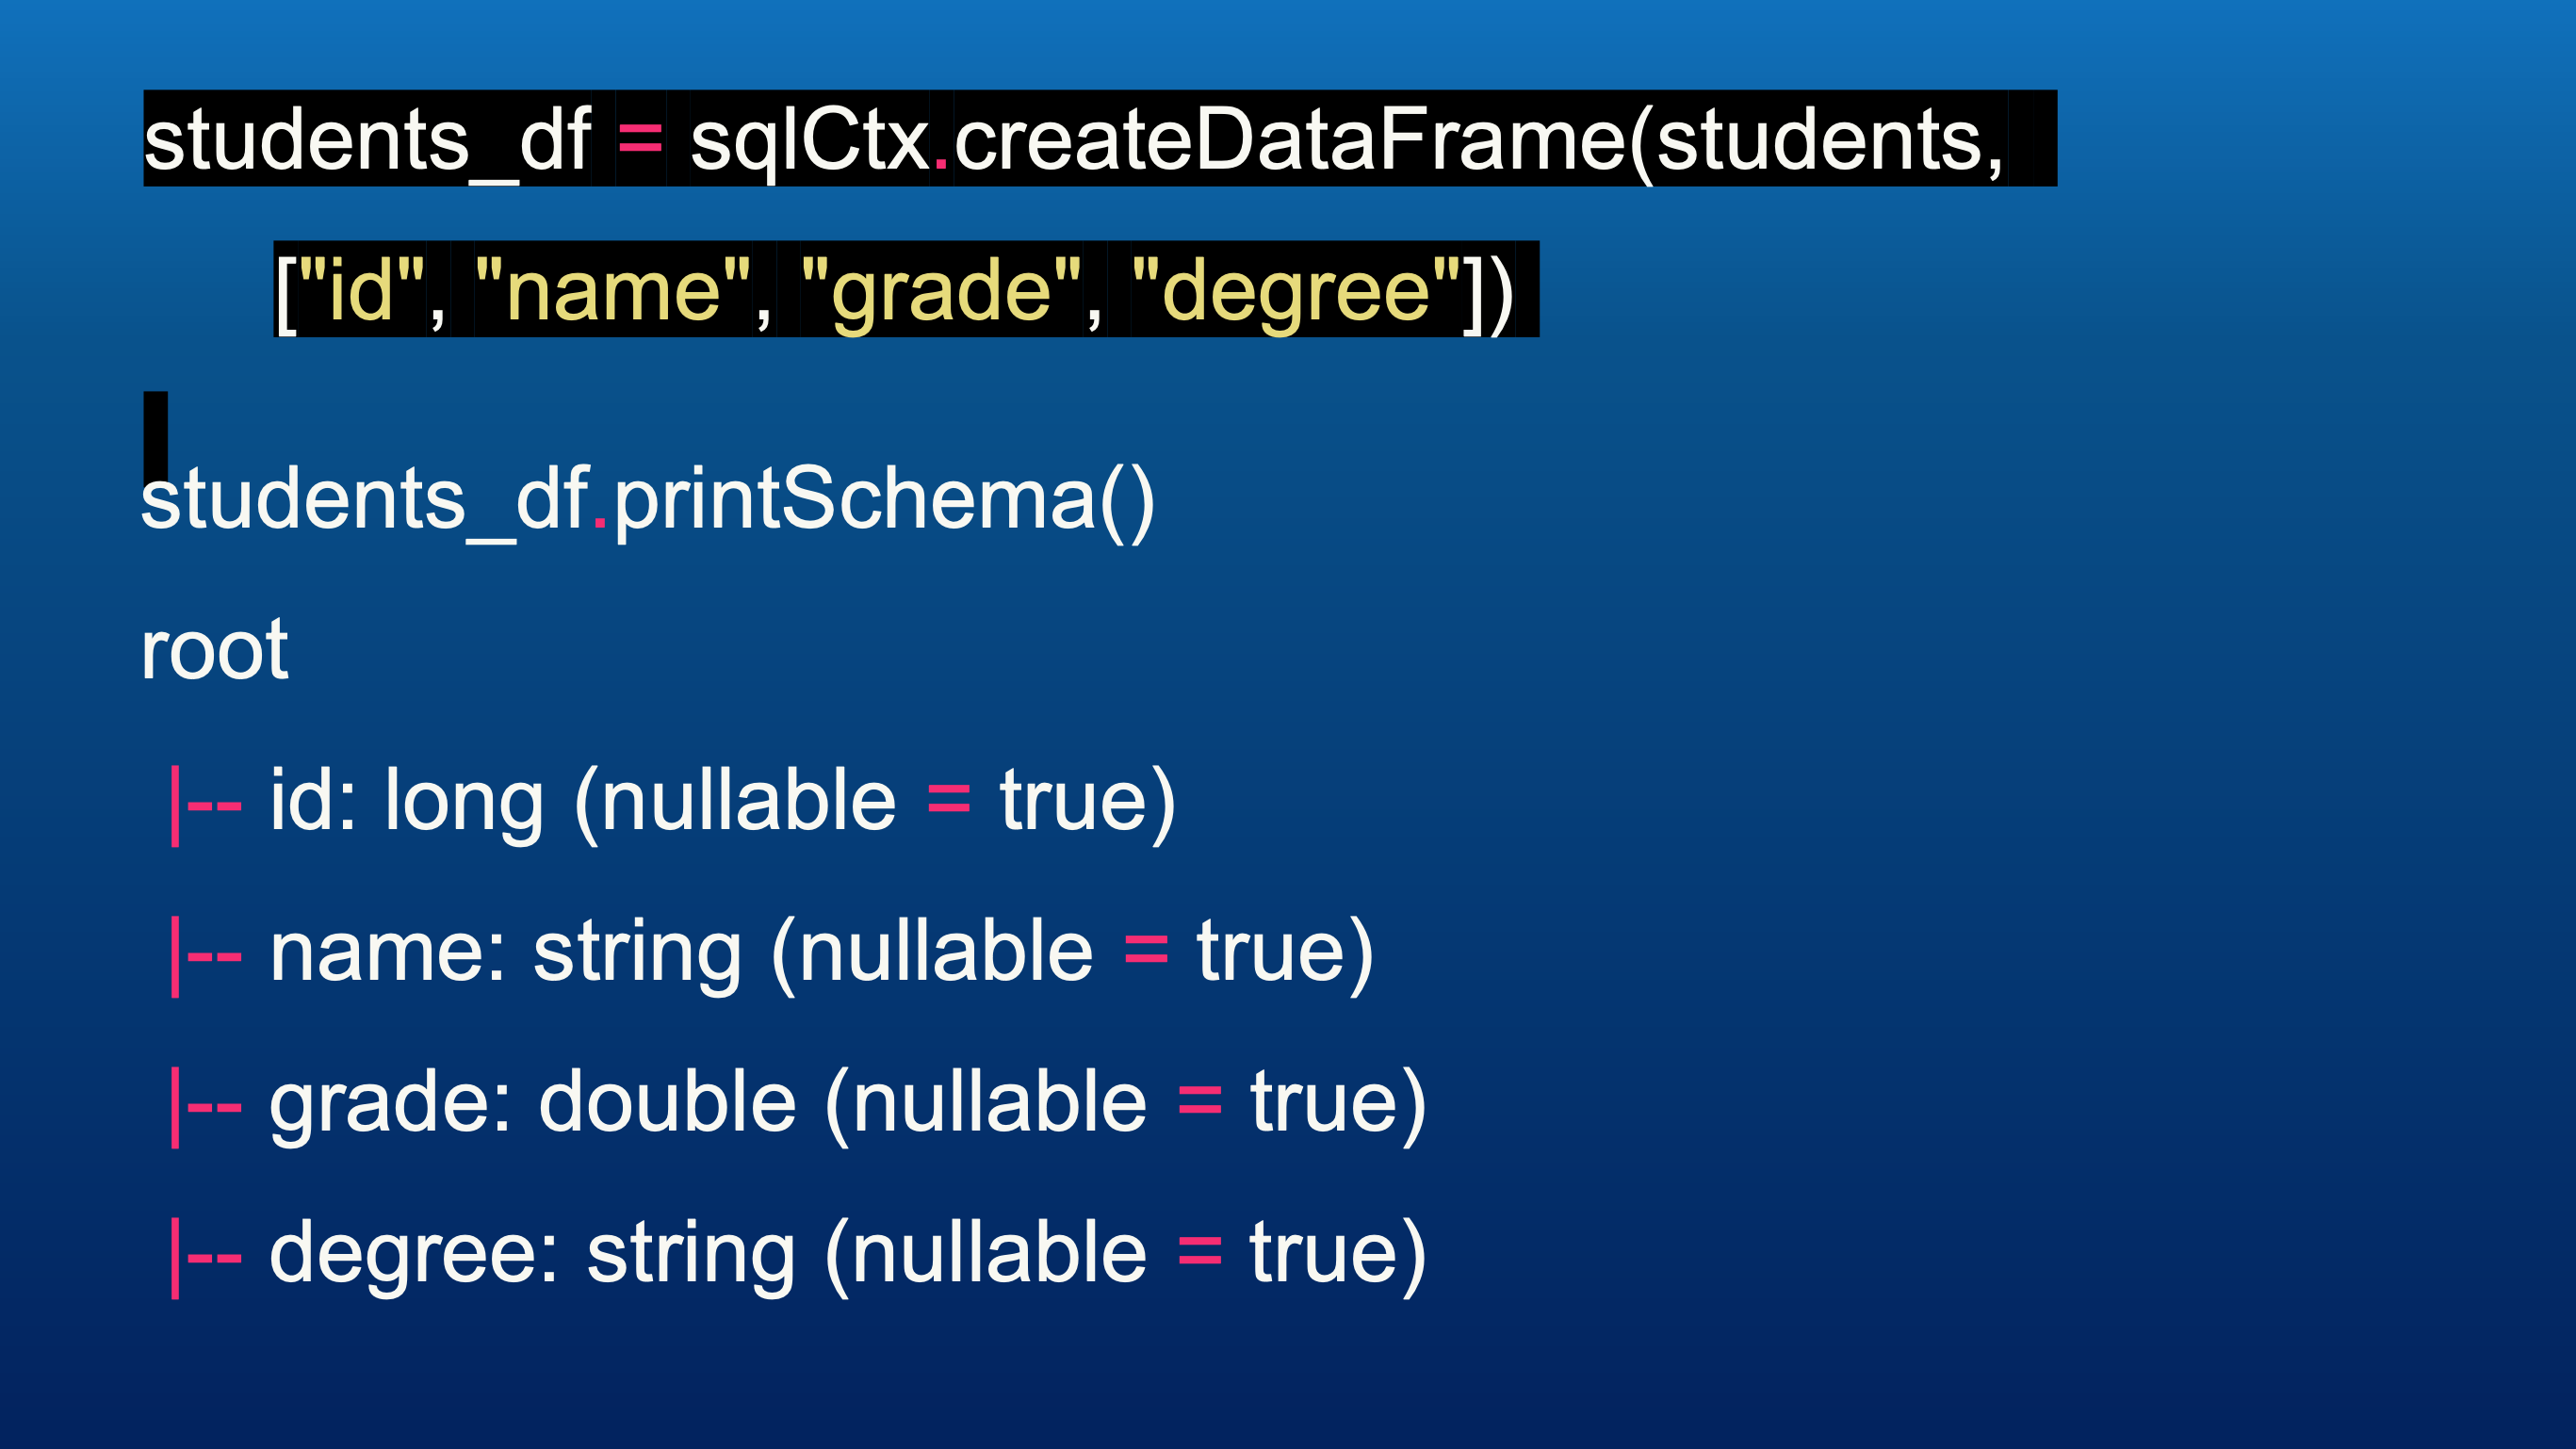 students_df = sqlCtx.createDataFrame(students,
["id", "name", "grade", "degree"])
students_df.printSchema()
root
|-- id: long (nullable = true)
|-- name: string (nullable = true)
|-- grade: double (nullable = true)
|-- degree: string (nullable = true)